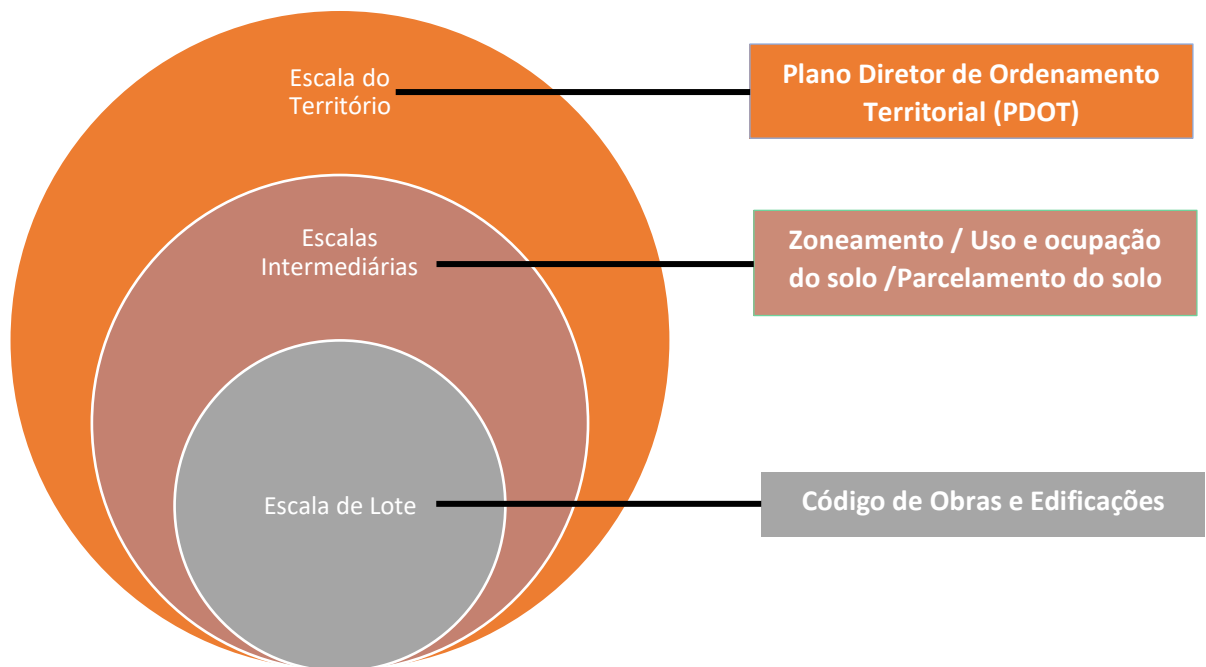 Escala do
Território
Plano Diretor de Ordenamento
Territorial (PDOT)
Escalas
Intermediárias
Zoneamento / Uso e ocupação
do solo /Parcelamento do solo
Escala de Lote
Código de Obras e Edificações